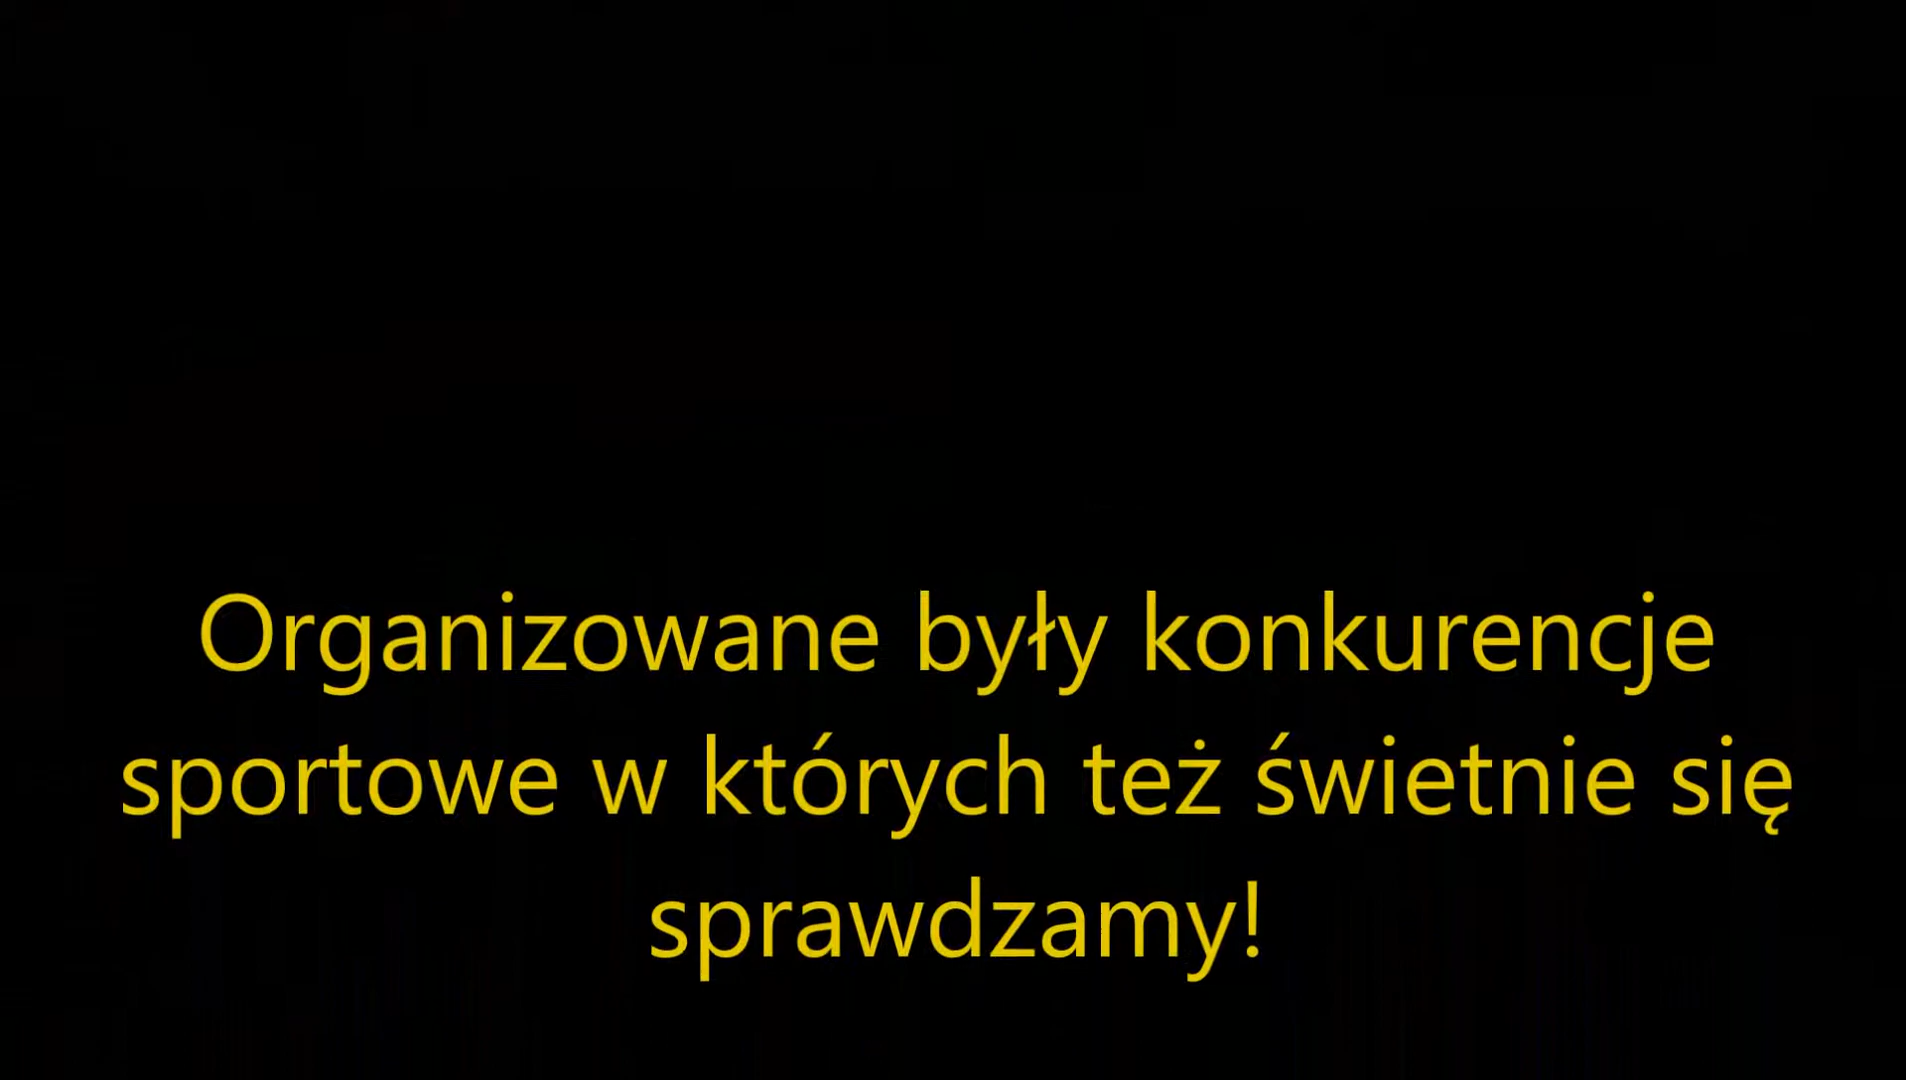 Organizowane były konkurencje
sportowe w których też świetnie się
sprawdzamy!